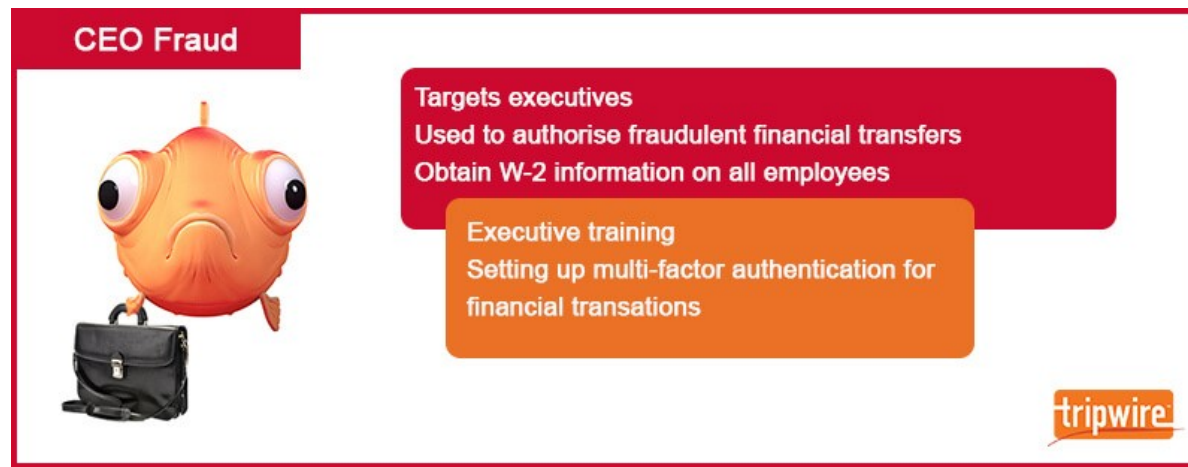 CEO Fraud
Targets executives
Used to authorise fraudulent financial transfers
Obtain W-2 information on all employees
Executive training
Setting up multi-factor authentication for
financial transations
tripwire